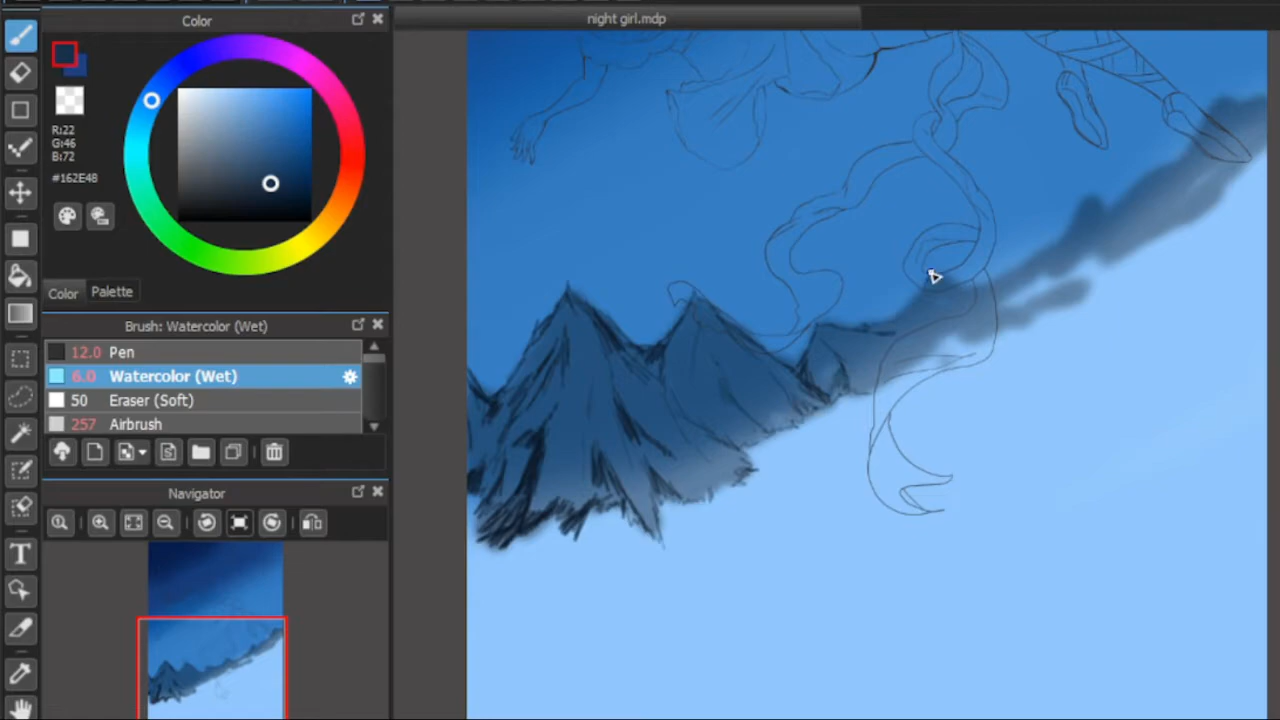 Color
night girl.mdp
R:22
G:46
B:72
#162E48
Color Palette
Brush: Watercolor (Wet)
12.0 Pen
6.0 Watercolor (Wet)
50 Eraser (Soft)
257 Airbrush
Navigator